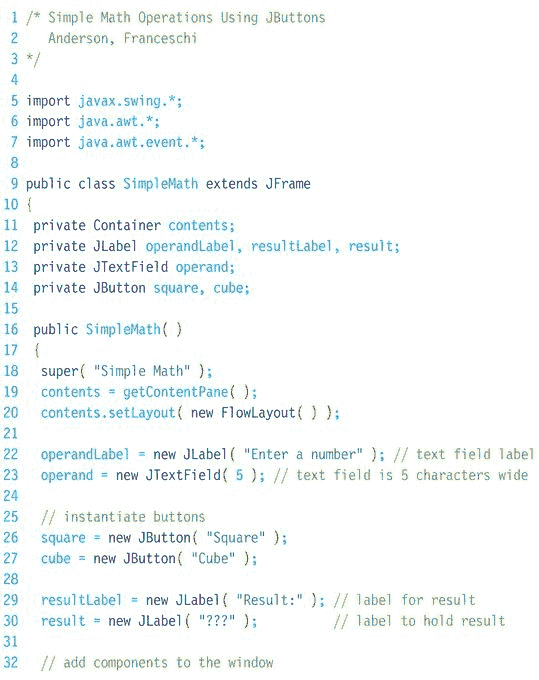 1 /* Simple Math Operations Using JButtons
2    Anderson, Franceschi
3 */
4
5 import javax.swing.*;
6 import java.awt.*;
7 import java.awt.event.*;
8
9 public class SimpleMath extends JFrame
10 {
11  private Container contents;
12  private JLabel operandLabel, resultLabel, result;
13  private JTextField operand;
14  private JButton square, cube;
15
16  public SimpleMath( )
17  {
18   super( "Simple Math" );
19   contents = getContentPane( );
20   contents.setLayout( new FlowLayout( ) );
21
22   operandLabel = new JLabel( "Enter a number" ); // text field label
23   operand = new JTextField( 5 ); // text field is 5 characters wide
24
25   // instantiate buttons
26   square = new JButton( "Square" );
27   cube = new JButton( "Cube" );
28
29   resultLabel = new JLabel( "Result:" ); // label for result
30   result = new JLabel( "???" );          // label to hold result
31
32   // add components to the window